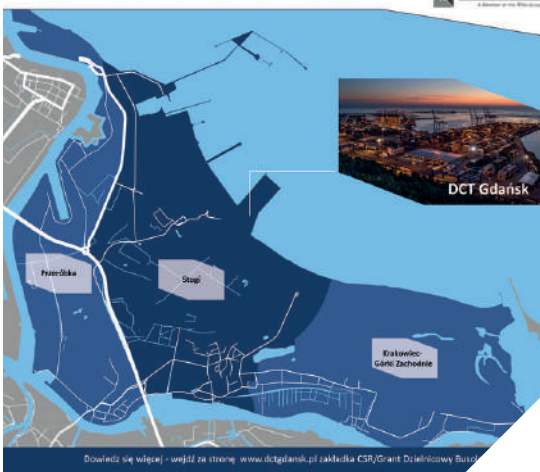 DCT Gdańsk
Przeróbka
Stogi
Krakowiec-
Górki Zachodnie
Dowiedz się więcej - wejdź za stronę www.dctgdansk.pl zakładka CSR/Grant Dzielnicowy